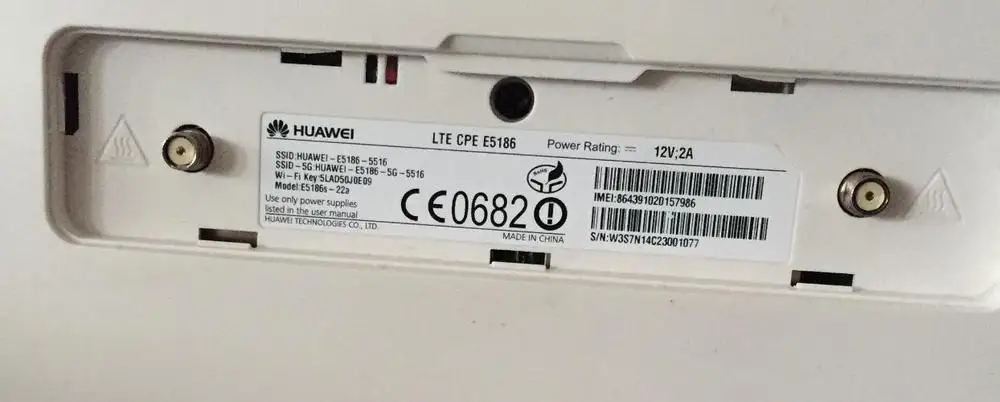 HUAWEI
LTE CPE E5186
Power Rating: ⎓ 12V;2A
SSID:HUAWEI-E5186-5516
SSID-5G:HUAWEI-E5186-5G-5516
Wi-Fi Key:5LAD50J0E09
Model:E5186s-22a
Use only power supplies
listed in the user manual
HUAWEI TECHNOLOGIES CO., LTD.
CE0682
MADE IN CHINA
RoHS
IMEI:864391020157986
S/N:W3S7N14C23001077